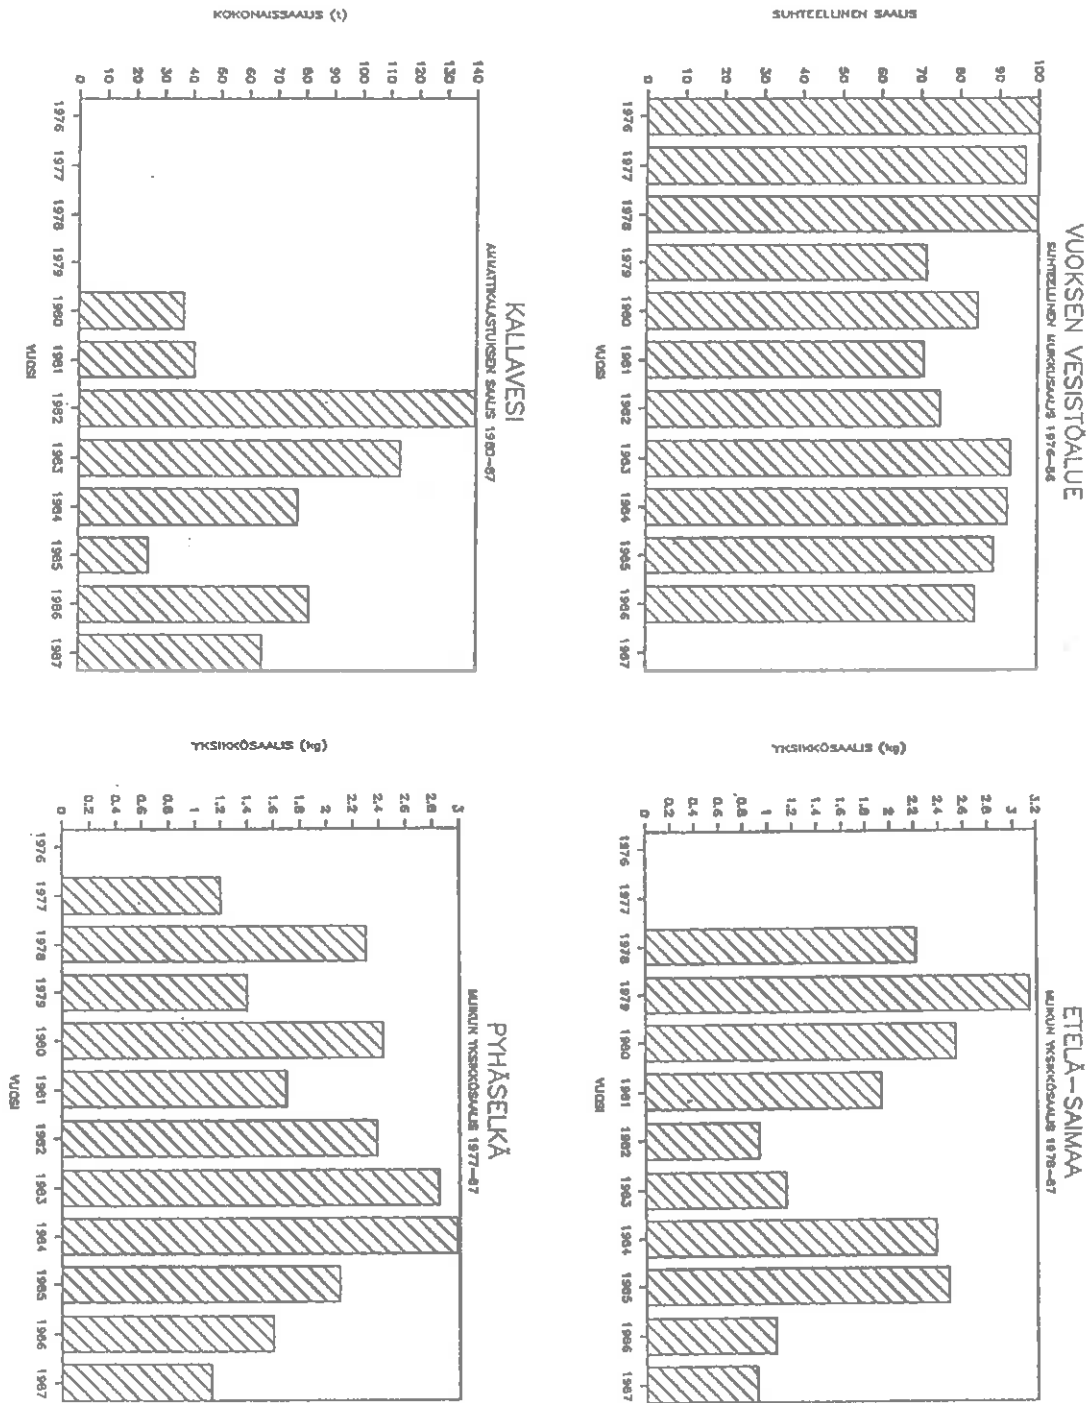 VUOKSEN VESISTÖALUE
SUHTEELLINEN MUIKKUSAALIS 1976-86
SUHTEELLINEN SAALIS
100
90
80
70
60
50
40
30
20
10
0
1976 1977 1978 1979 1980 1981 1982 1983 1984 1985 1986 1987
VUOSI
ETELÄ-SAIMAA
MUIKUN YKSIKKÖSAALIS 1978-87
YKSIKKÖSAALIS (kg)
3.2
3
2.8
2.6
2.4
2.2
2
1.8
1.6
1.4
1.2
1
0.8
0.6
0.4
0.2
0
1976 1977 1978 1979 1980 1981 1982 1983 1984 1985 1986 1987
VUOSI
KALLAVESI
AMMATTIKALASTUKSEN SAALIS 1980-87
KOKONAISSAALIS (t)
140
130
120
110
100
90
80
70
60
50
40
30
20
10
0
1976 1977 1978 1979 1980 1981 1982 1983 1984 1985 1986 1987
VUOSI
PYHÄSELKÄ
MUIKUN YKSIKKÖSAALIS 1977-87
YKSIKKÖSAALIS (kg)
3
2.8
2.6
2.4
2.2
2
1.8
1.6
1.4
1.2
1
0.8
0.6
0.4
0.2
0
1976 1977 1978 1979 1980 1981 1982 1983 1984 1985 1986 1987
VUOSI